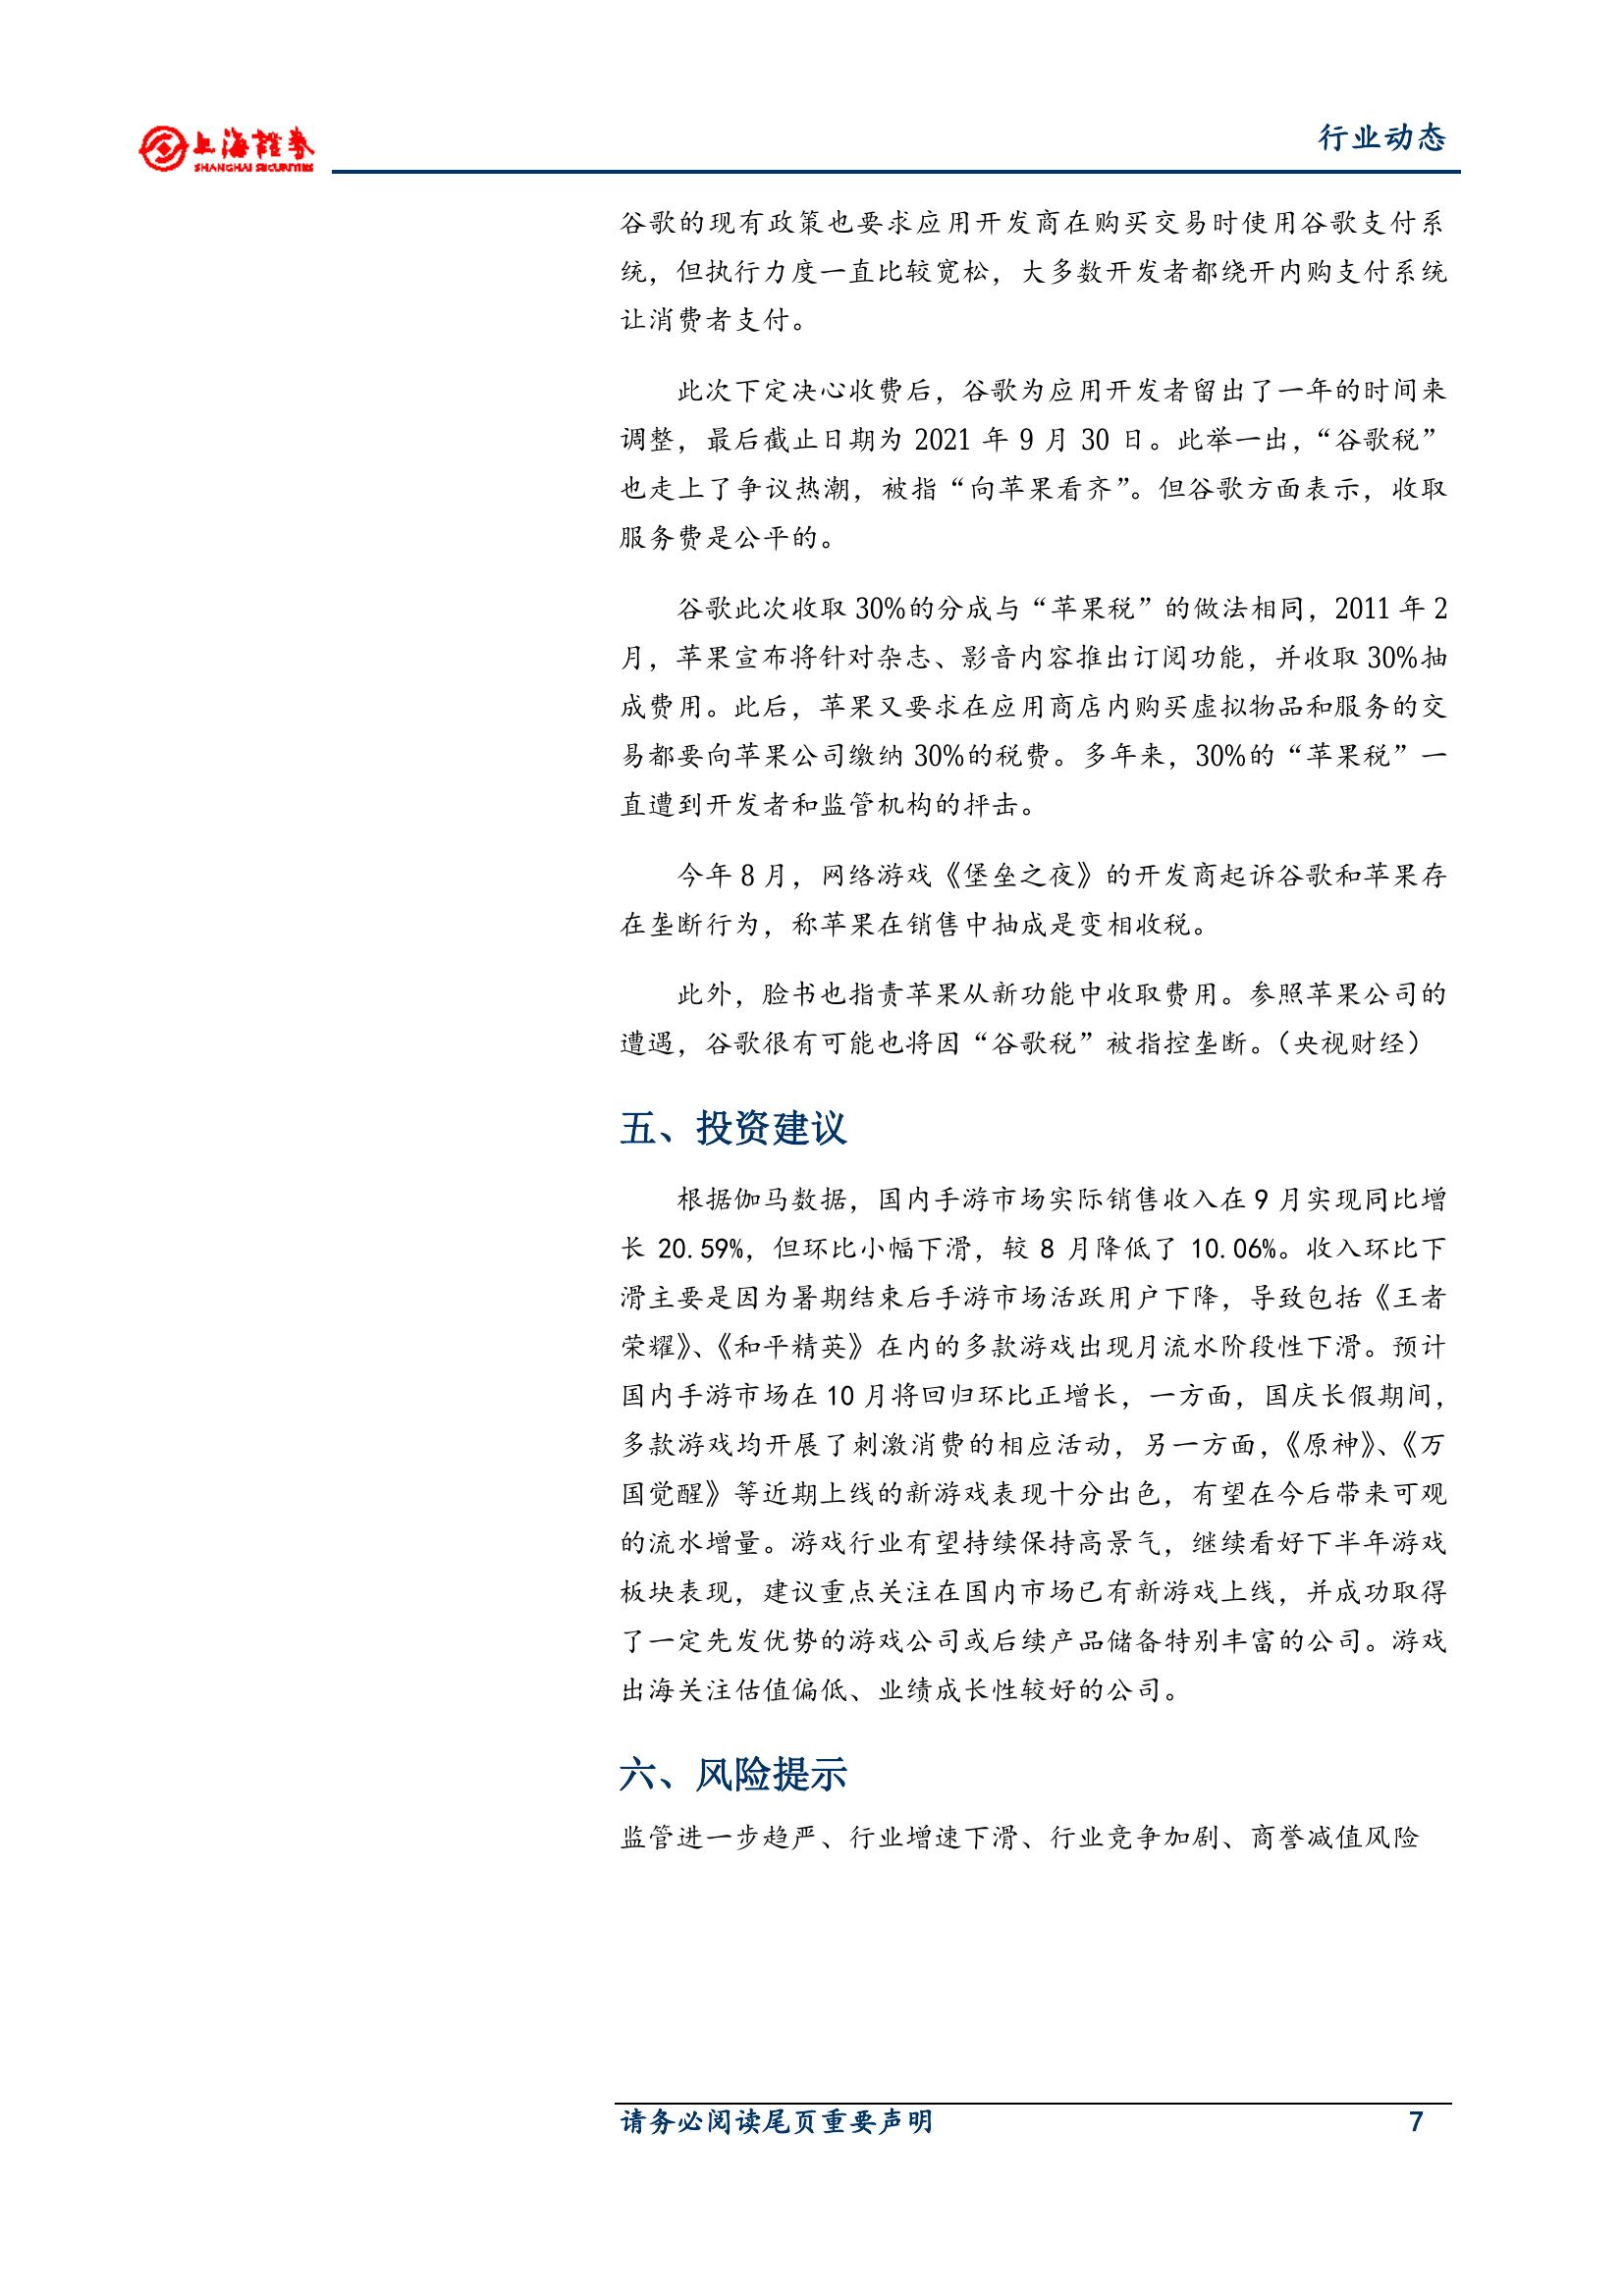 上海證券
SHANGHAI SECURITIES
行业动态
谷歌的现有政策也要求应用开发商在购买交易时使用谷歌支付系
统，但执行力度一直比较宽松，大多数开发者都绕开内购支付系统
让消费者支付。
此次下定决心收费后，谷歌为应用开发者留出了一年的时间来
调整，最后截止日期为 2021 年 9 月 30 日。此举一出，“谷歌税”
也走上了争议热潮，被指“向苹果看齐”。但谷歌方面表示，收取
服务费是公平的。
谷歌此次收取 30%的分成与“苹果税”的做法相同，2011 年 2
月，苹果宣布将针对杂志、影音内容推出订阅功能，并收取 30%抽
成费用。此后，苹果又要求在应用商店内购买虚拟物品和服务的交
易都要向苹果公司缴纳 30%的税费。多年来，30%的“苹果税”一
直遭到开发者和监管机构的抨击。
今年 8 月，网络游戏《堡垒之夜》的开发商起诉谷歌和苹果存
在垄断行为，称苹果在销售中抽成是变相收税。
此外，脸书也指责苹果从新功能中收取费用。参照苹果公司的
遭遇，谷歌很有可能也将因“谷歌税”被指控垄断。（央视财经）
五、投资建议
根据伽马数据，国内手游市场实际销售收入在 9 月实现同比增
长 20.59%，但环比小幅下滑，较 8 月降低了 10.06%。收入环比下
滑主要是因为暑期结束后手游市场活跃用户下降，导致包括《王者
荣耀》、《和平精英》在内的多款游戏出现月流水阶段性下滑。预计
国内手游市场在 10 月将回归环比正增长，一方面，国庆长假期间，
多款游戏均开展了刺激消费的相应活动，另一方面，《原神》、《万
国觉醒》等近期上线的新游戏表现十分出色，有望在今后带来可观
的流水增量。游戏行业有望持续保持高景气，继续看好下半年游戏
板块表现，建议重点关注在国内市场已有新游戏上线，并成功取得
了一定先发优势的游戏公司或后续产品储备特别丰富的公司。游戏
出海关注估值偏低、业绩成长性较好的公司。
六、风险提示
监管进一步趋严、行业增速下滑、行业竞争加剧、商誉减值风险
请务必阅读尾页重要声明 7